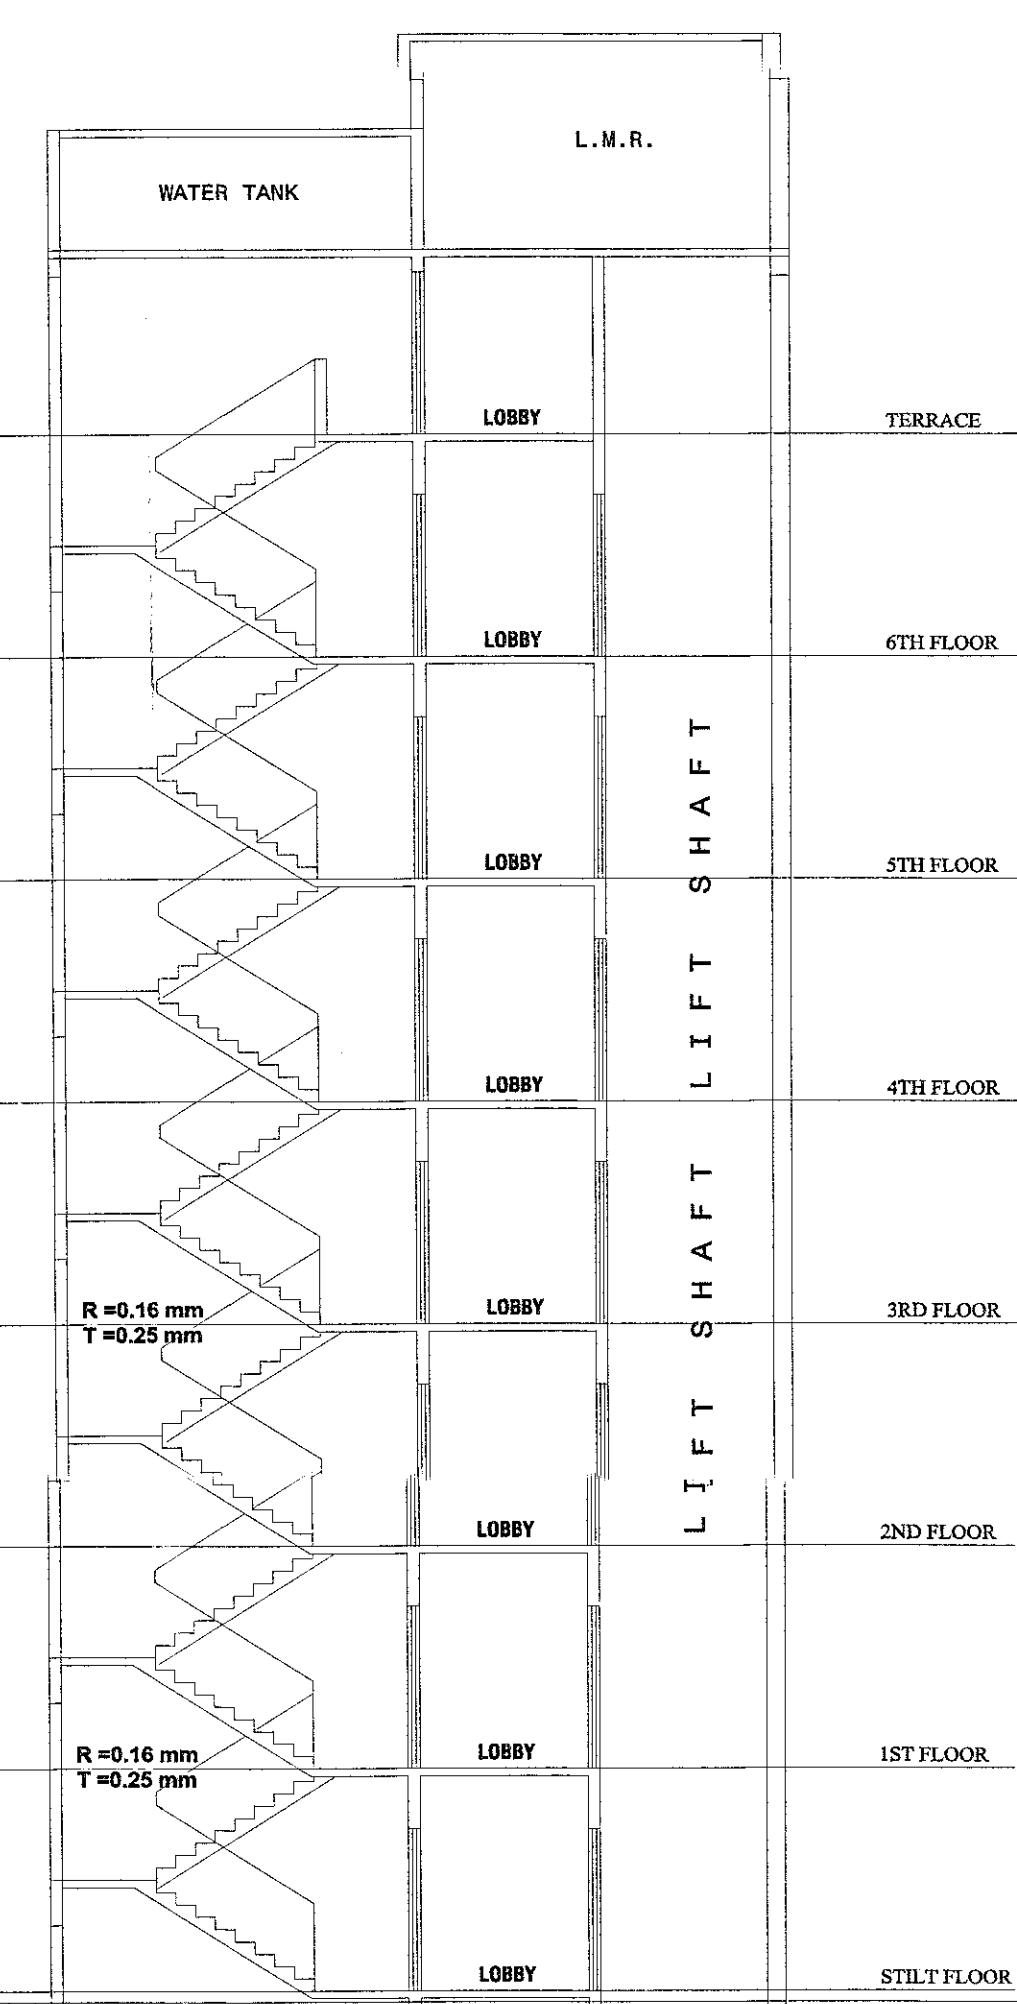 L.M.R.
WATER TANK
LOBBY
TERRACE
LOBBY
6TH FLOOR
LOBBY
5TH FLOOR
LOBBY
4TH FLOOR
R =0.16 mm
T =0.25 mm
LOBBY
3RD FLOOR
LIFT SHAFT LIFT SHAFT
LOBBY
2ND FLOOR
R =0.16 mm
T =0.25 mm
LOBBY
1ST FLOOR
LOBBY
STILT FLOOR